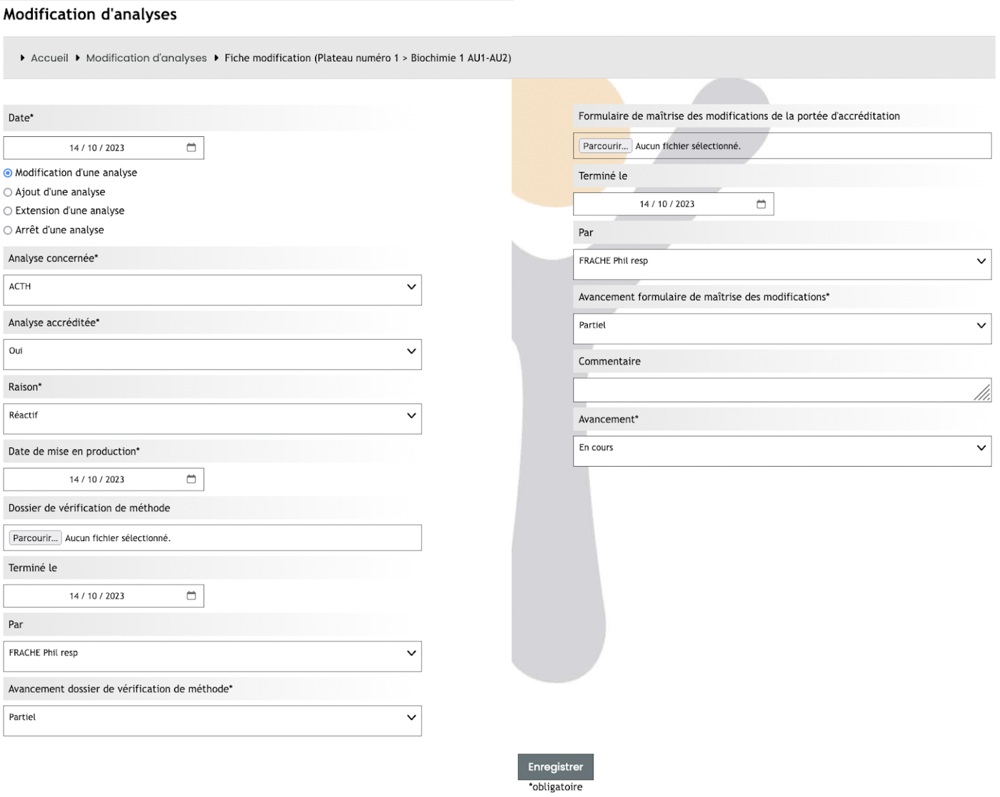 Modification d'analyses
Accueil Modification d'analyses Fiche modification (Plateau numéro 1 > Biochimie 1 AU1-AU2)
Date*
14 / 10 / 2023
Modification d'une analyse
Ajout d'une analyse
Extension d'une analyse
Arrêt d'une analyse
Analyse concernée*
ACTH
Analyse accréditée*
Oui
Raison*
Réactif
Date de mise en production*
14 / 10 / 2023
Dossier de vérification de méthode
Parcourir... Aucun fichier sélectionné.
Terminé le
14 / 10 / 2023
Par
FRACHE Phil resp
Avancement dossier de vérification de méthode*
Partiel
Formulaire de maîtrise des modifications de la portée d'accréditation
Parcourir... Aucun fichier sélectionné.
Terminé le
14 / 10 / 2023
Par
FRACHE Phil resp
Avancement formulaire de maîtrise des modifications*
Partiel
Commentaire
Avancement*
En cours
Enregistrer
*obligatoire